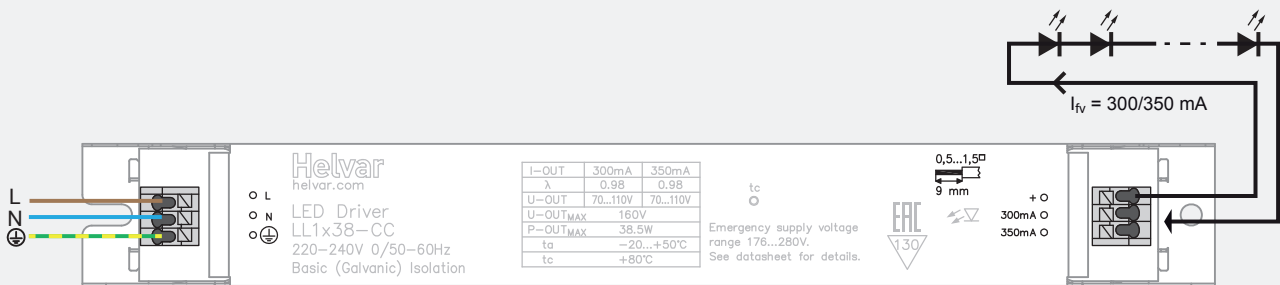 I_fv = 300/350 mA
L
N
Helvar
helvar.com
LED Driver
LL1x38-CC
220-240V 0/50-60Hz
Basic (Galvanic) Isolation
L
N
I-OUT 300mA 350mA
λ 0.98 0.98
U-OUT 70...110V 70...110V
U-OUTMAX 160V
P-OUTMAX 38.5W
ta -20...+50°C
tc +80°C
tc
Emergency supply voltage
range 176...280V.
See datasheet for details.
EAC
130
0,5...1,5□
9 mm
+
300mA
350mA